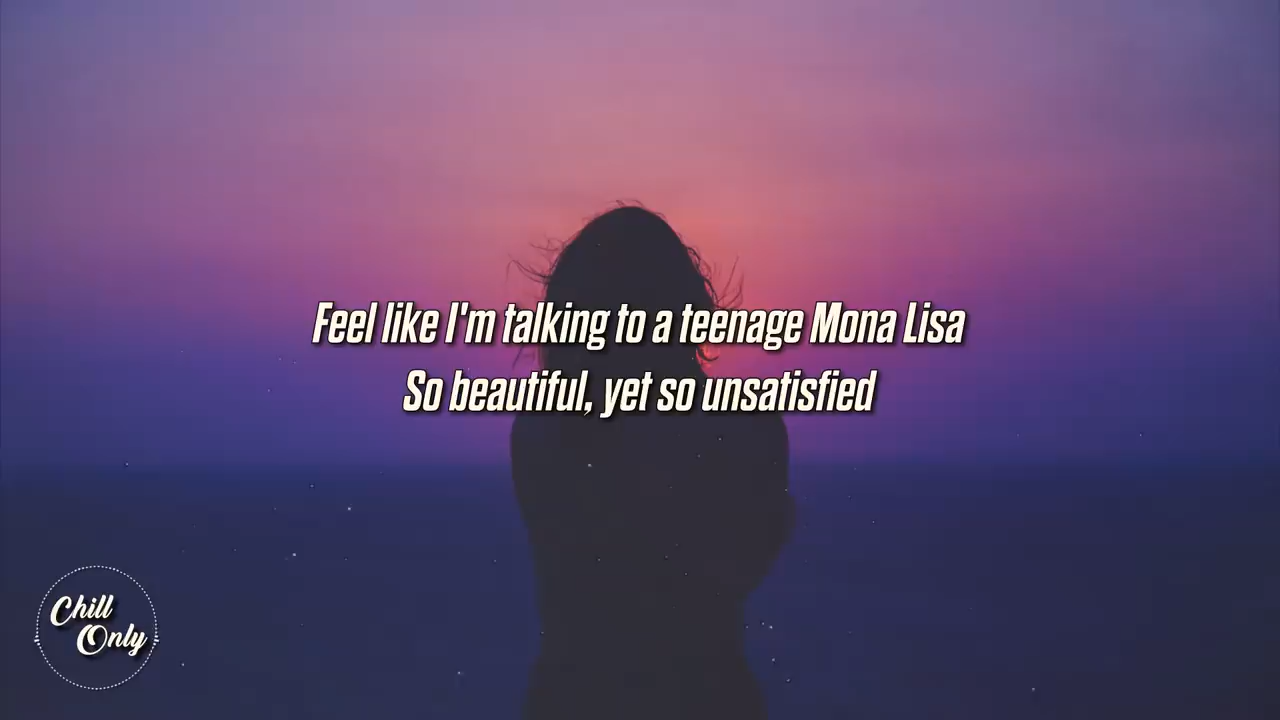 Feel like I'm talking to a teenage Mona Lisa
So beautiful, yet so unsatisfied
Chill
Only